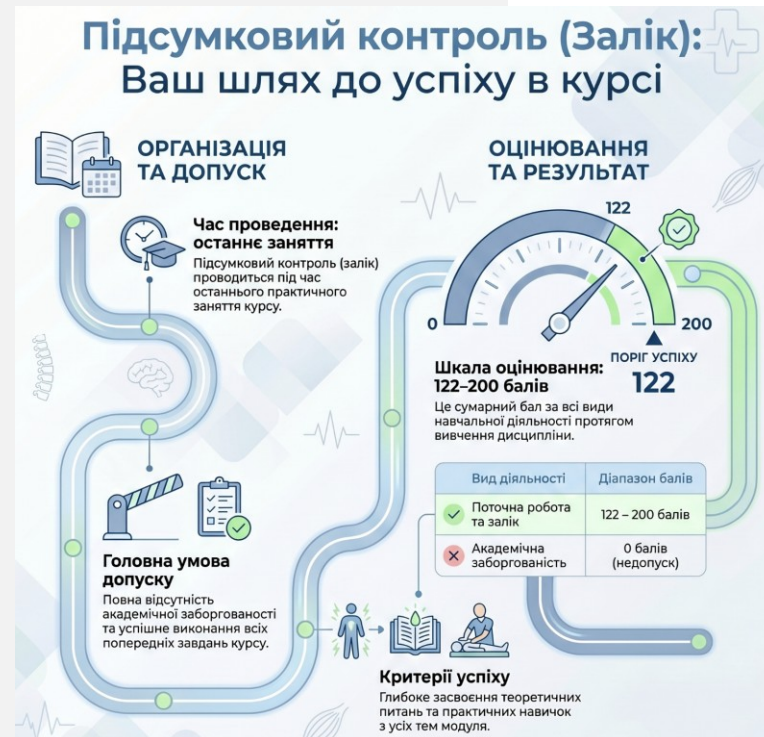 Підсумковий контроль (Залік):
Ваш шлях до успіху в курсі
ОРГАНІЗАЦІЯ
ТА ДОПУСК
Час проведення:
останнє заняття
Підсумковий контроль (залік)
проводиться під час
останнього практичного
заняття курсу.
Головна умова
допуску
Повна відсутність
академічної заборгованості
та успішне виконання всіх
попередніх завдань курсу.
ОЦІНЮВАННЯ
ТА РЕЗУЛЬТАТ
122
0
200
ПОРІГ УСПІХУ
122
Шкала оцінювання:
122–200 балів
Це сумарний бал за всі види
навчальної діяльності протягом
вивчення дисципліни.
Вид діяльності Діапазон балів
Поточна робота
та залік
122 – 200 балів
Академічна
заборгованість
0 балів
(недопуск)
Критерії успіху
Глибоке засвоєння теоретичних
питань та практичних навичок
з усіх тем модуля.